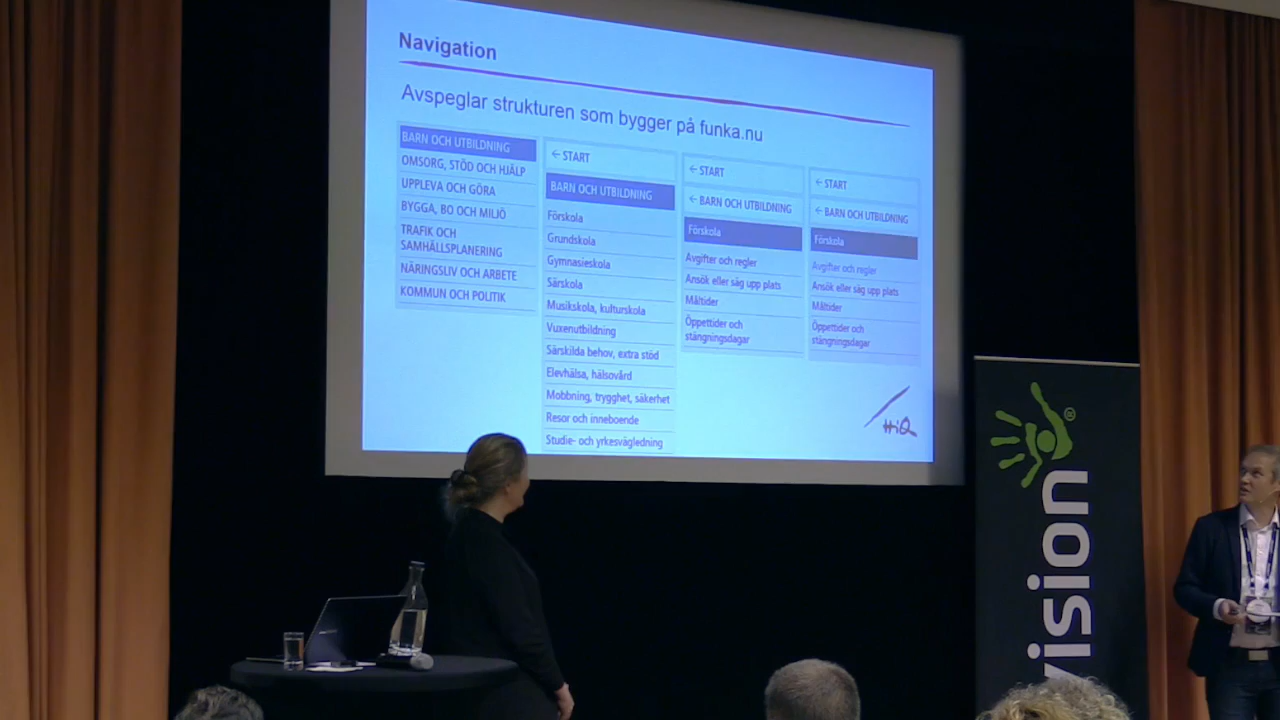 Navigation
Avspeglar strukturen som bygger på funka.nu
BARN OCH UTBILDNING
OMSORG, STÖD OCH HJÄLP
UPPLEVA OCH GÖRA
BYGGA, BO OCH MILJÖ
TRAFIK OCH
SAMHÄLLSPLANERING
NÄRINGSLIV OCH ARBETE
KOMMUN OCH POLITIK
← START
BARN OCH UTBILDNING
Förskola
Grundskola
Gymnasieskola
Särskola
Musikskola, kulturskola
Vuxenutbildning
Särskilda behov, extra stöd
Elevhälsa, hälsovård
Mobbning, trygghet, säkerhet
Resor och inneboende
Studie- och yrkesvägledning
← START
← BARN OCH UTBILDNING
Förskola
Avgifter och regler
Ansök eller säg upp plats
Måltider
Öppettider och
stängningsdagar
← START
← BARN OCH UTBILDNING
Förskola
Avgifter och regler
Ansök eller säg upp plats
Måltider
Öppettider och
stängningsdagar
HiQ
vision